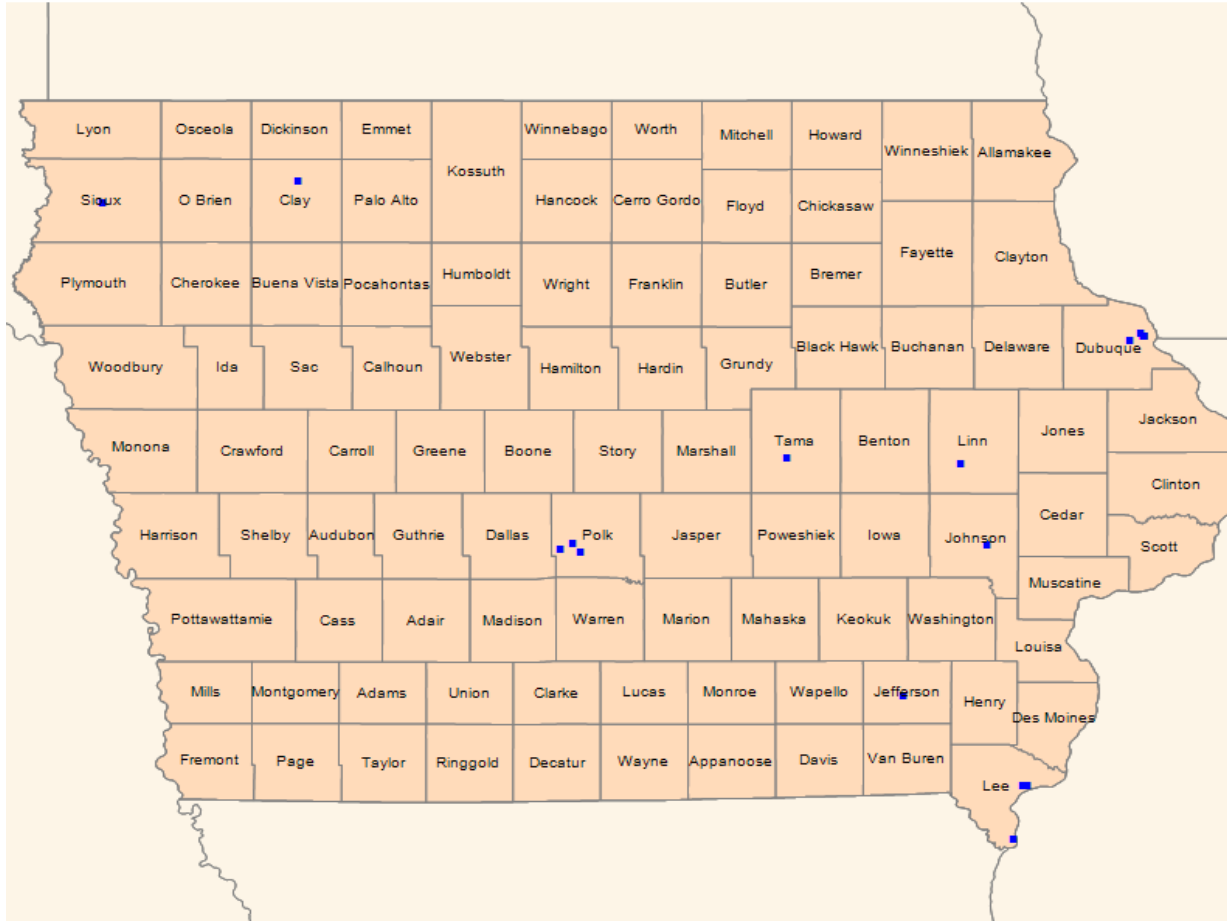 Lyon Osceola Dickinson Emmet Winnebago Worth Mitchell Howard
Winneshiek Allamakee
Kossuth
Sioux O Brien Clay Palo Alto Hancock Cerro Gordo Floyd Chickasaw
Fayette Clayton
Plymouth Cherokee Buena Vista Pocahontas Humboldt Wright Franklin Butler Bremer
Woodbury Ida Sac Calhoun Webster Hamilton Hardin Grundy Black Hawk Buchanan Delaware Dubuque
Monona Crawford Carroll Greene Boone Story Marshall Tama Benton Linn Jones Jackson
Clinton
Harrison Shelby Audubon Guthrie Dallas Polk Jasper Poweshiek Iowa Johnson Cedar Scott
Muscatine
Pottawattamie Cass Adair Madison Warren Marion Mahaska Keokuk Washington
Louisa
Mills Montgomery Adams Union Clarke Lucas Monroe Wapello Jefferson Henry
Des Moines
Fremont Page Taylor Ringgold Decatur Wayne Appanoose Davis Van Buren
Lee